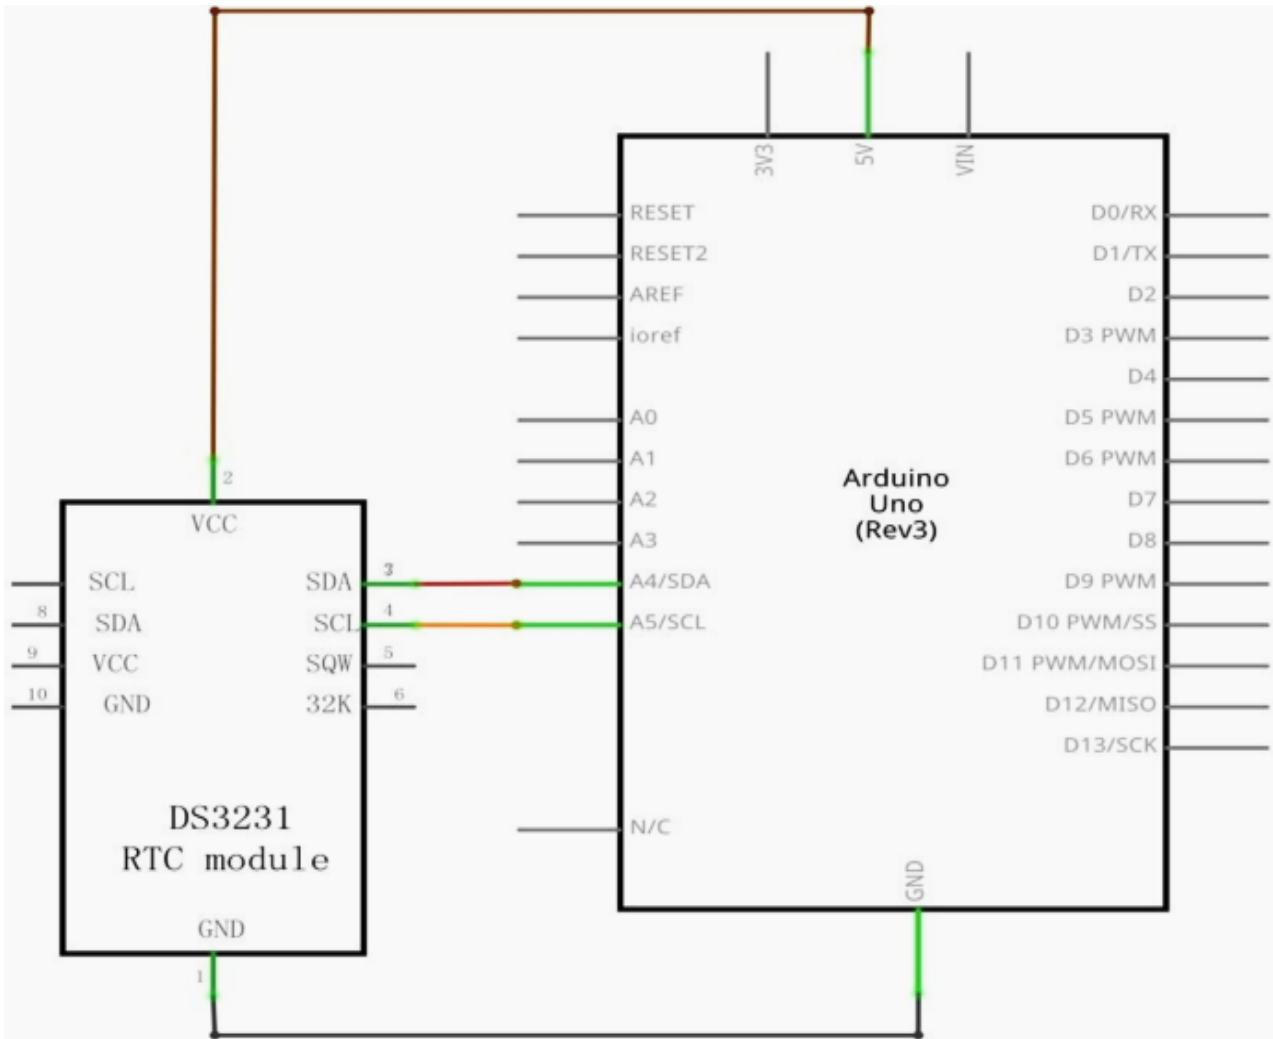 3V3
5V
VIN
RESET
RESET2
AREF
ioref
A0
A1
A2
A3
A4/SDA
A5/SCL
N/C
Arduino
Uno
(Rev3)
D0/RX
D1/TX
D2
D3 PWM
D4
D5 PWM
D6 PWM
D7
D8
D9 PWM
D10 PWM/SS
D11 PWM/MOSI
D12/MISO
D13/SCK
GND
2
VCC
SCL
8 SDA
9 VCC
10 GND
SDA 3
SCL 4
SQW 5
32K 6
DS3231
RTC module
GND
1